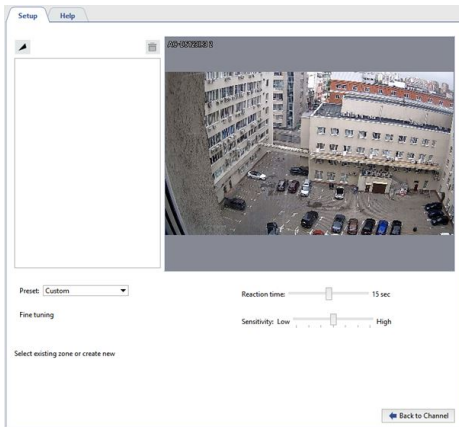 Setup
Help
Preset: Custom
Reaction time:
15 sec
Fine tuning
Sensitivity: Low
High
Select existing zone or create new
Back to Channel